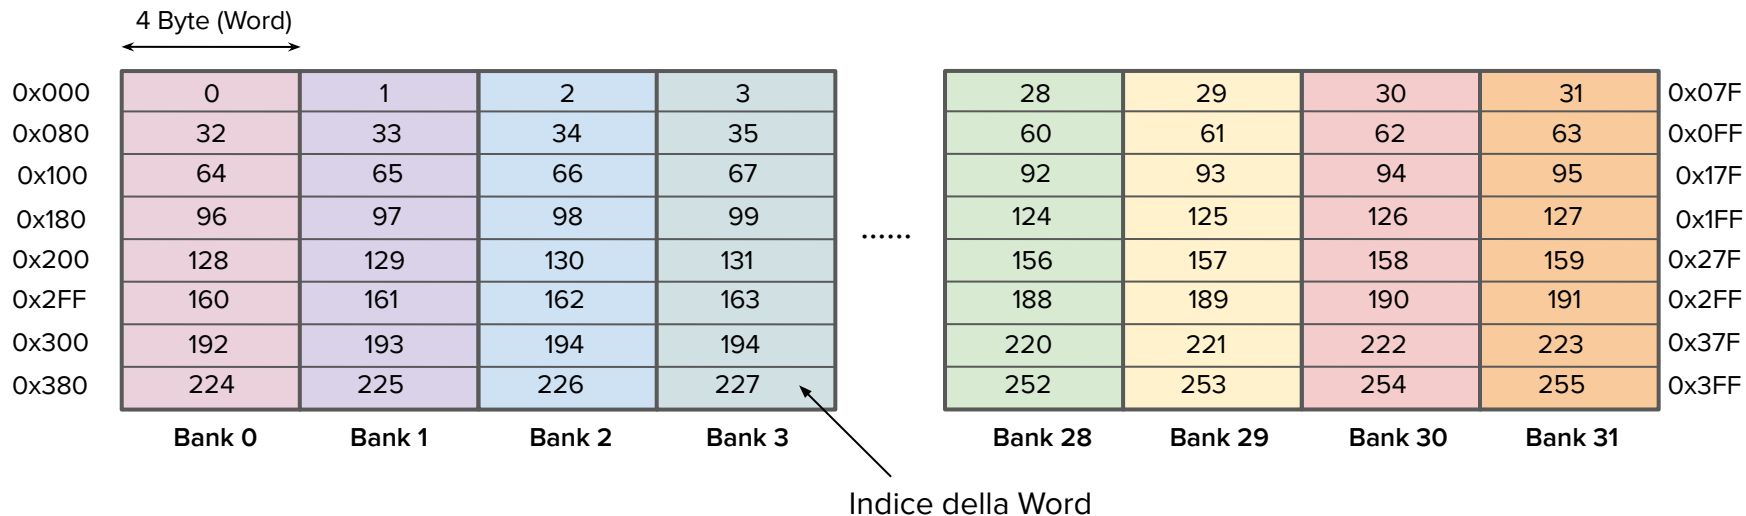 4 Byte (Word)
0x000 0 1 2 3 28 29 30 31 0x07F
0x080 32 33 34 35 60 61 62 63 0x0FF
0x100 64 65 66 67 92 93 94 95 0x17F
0x180 96 97 98 99 124 125 126 127 0x1FF
......
0x200 128 129 130 131 156 157 158 159 0x27F
0x2FF 160 161 162 163 188 189 190 191 0x2FF
0x300 192 193 194 194 220 221 222 223 0x37F
0x380 224 225 226 227 252 253 254 255 0x3FF
Bank 0 Bank 1 Bank 2 Bank 3 Bank 28 Bank 29 Bank 30 Bank 31
Indice della Word